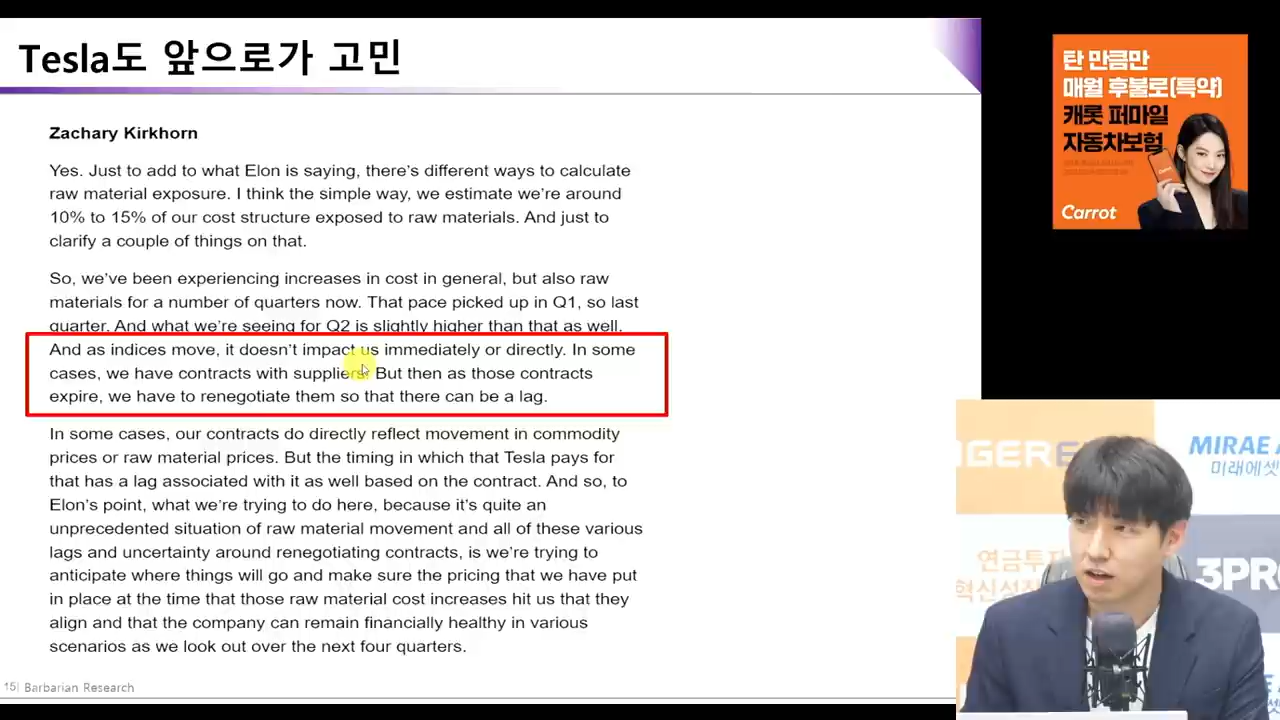 Tesla도 앞으로가 고민
Zachary Kirkhorn
Yes. Just to add to what Elon is saying, there's different ways to calculate
raw material exposure. I think the simple way, we estimate we're around
10% to 15% of our cost structure exposed to raw materials. And just to
clarify a couple of things on that.
So, we've been experiencing increases in cost in general, but also raw
materials for a number of quarters now. That pace picked up in Q1, so last
quarter. And what we're seeing for Q2 is slightly higher than that as well.
And as indices move, it doesn't impact us immediately or directly. In some
cases, we have contracts with suppliers. But then as those contracts
expire, we have to renegotiate them so that there can be a lag.
In some cases, our contracts do directly reflect movement in commodity
prices or raw material prices. But the timing in which that Tesla pays for
that has a lag associated with it as well based on the contract. And so, to
Elon's point, what we're trying to do here, because it's quite an
unprecedented situation of raw material movement and all of these various
lags and uncertainty around renegotiating contracts, is we're trying to
anticipate where things will go and make sure the pricing that we have put
in place at the time that those raw material cost increases hit us that they
align and that the company can remain financially healthy in various
scenarios as we look out over the next four quarters.
15| Barbarian Research
탄 만큼만
매월 후불로(특약)
캐롯 퍼마일
자동차보험
Carrot
NGERE
MIRAE A
미래에셋
연금투자
혁신성장
3PRO